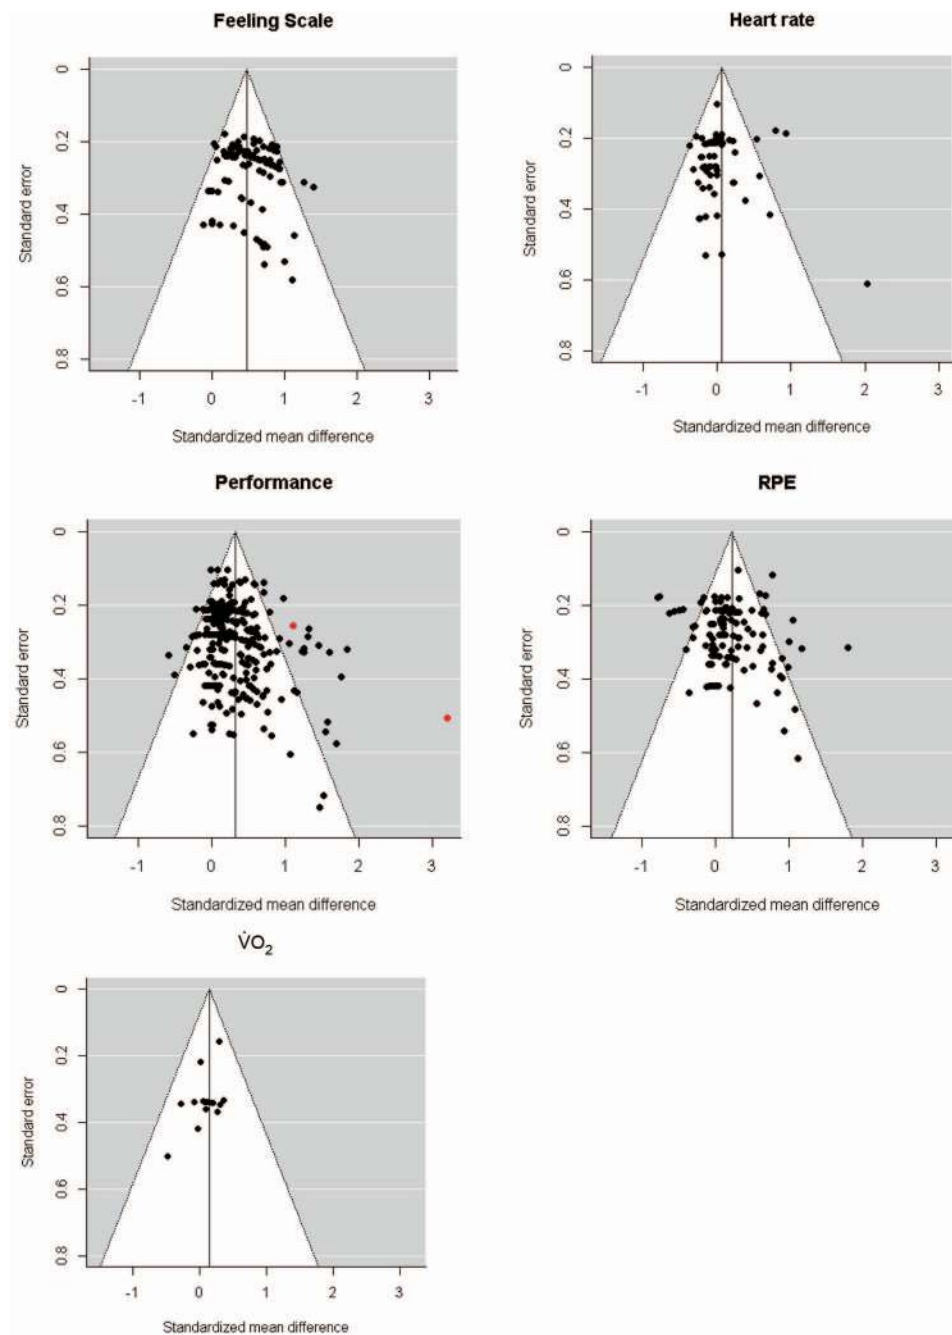 Feeling Scale
0
0.2
0.4
0.6
0.8
Standard error
-1 0 1 2 3
Standardized mean difference
Heart rate
0
0.2
0.4
0.6
0.8
Standard error
-1 0 1 2 3
Standardized mean difference
Performance
0
0.2
0.4
0.6
0.8
Standard error
-1 0 1 2 3
Standardized mean difference
RPE
0
0.2
0.4
0.6
0.8
Standard error
-1 0 1 2 3
Standardized mean difference
V̇O₂
0
0.2
0.4
0.6
0.8
Standard error
-1 0 1 2 3
Standardized mean difference